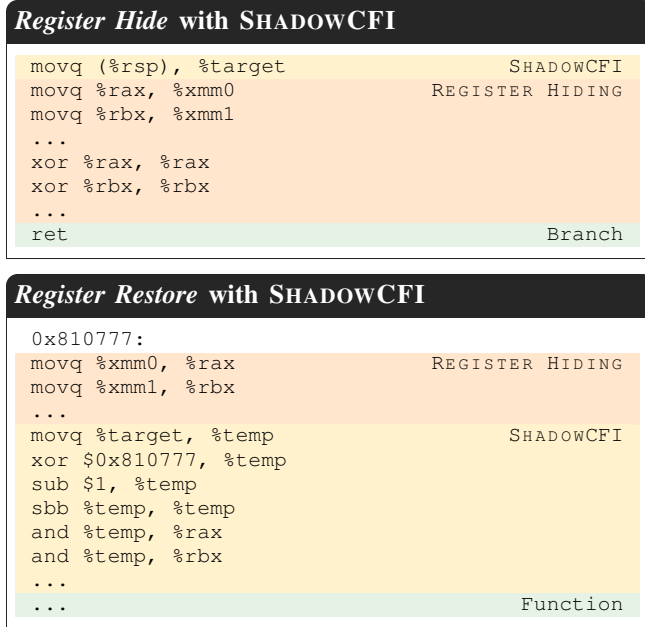 Register Hide with SHADOWCFI
movq (%rsp), %target SHADOWCFI
movq %rax, %xmm0 REGISTER HIDING
movq %rbx, %xmm1
...
xor %rax, %rax
xor %rbx, %rbx
...
ret Branch
Register Restore with SHADOWCFI
0x810777:
movq %xmm0, %rax REGISTER HIDING
movq %xmm1, %rbx
...
movq %target, %temp SHADOWCFI
xor $0x810777, %temp
sub $1, %temp
sbb %temp, %temp
and %temp, %rax
and %temp, %rbx
...
... Function